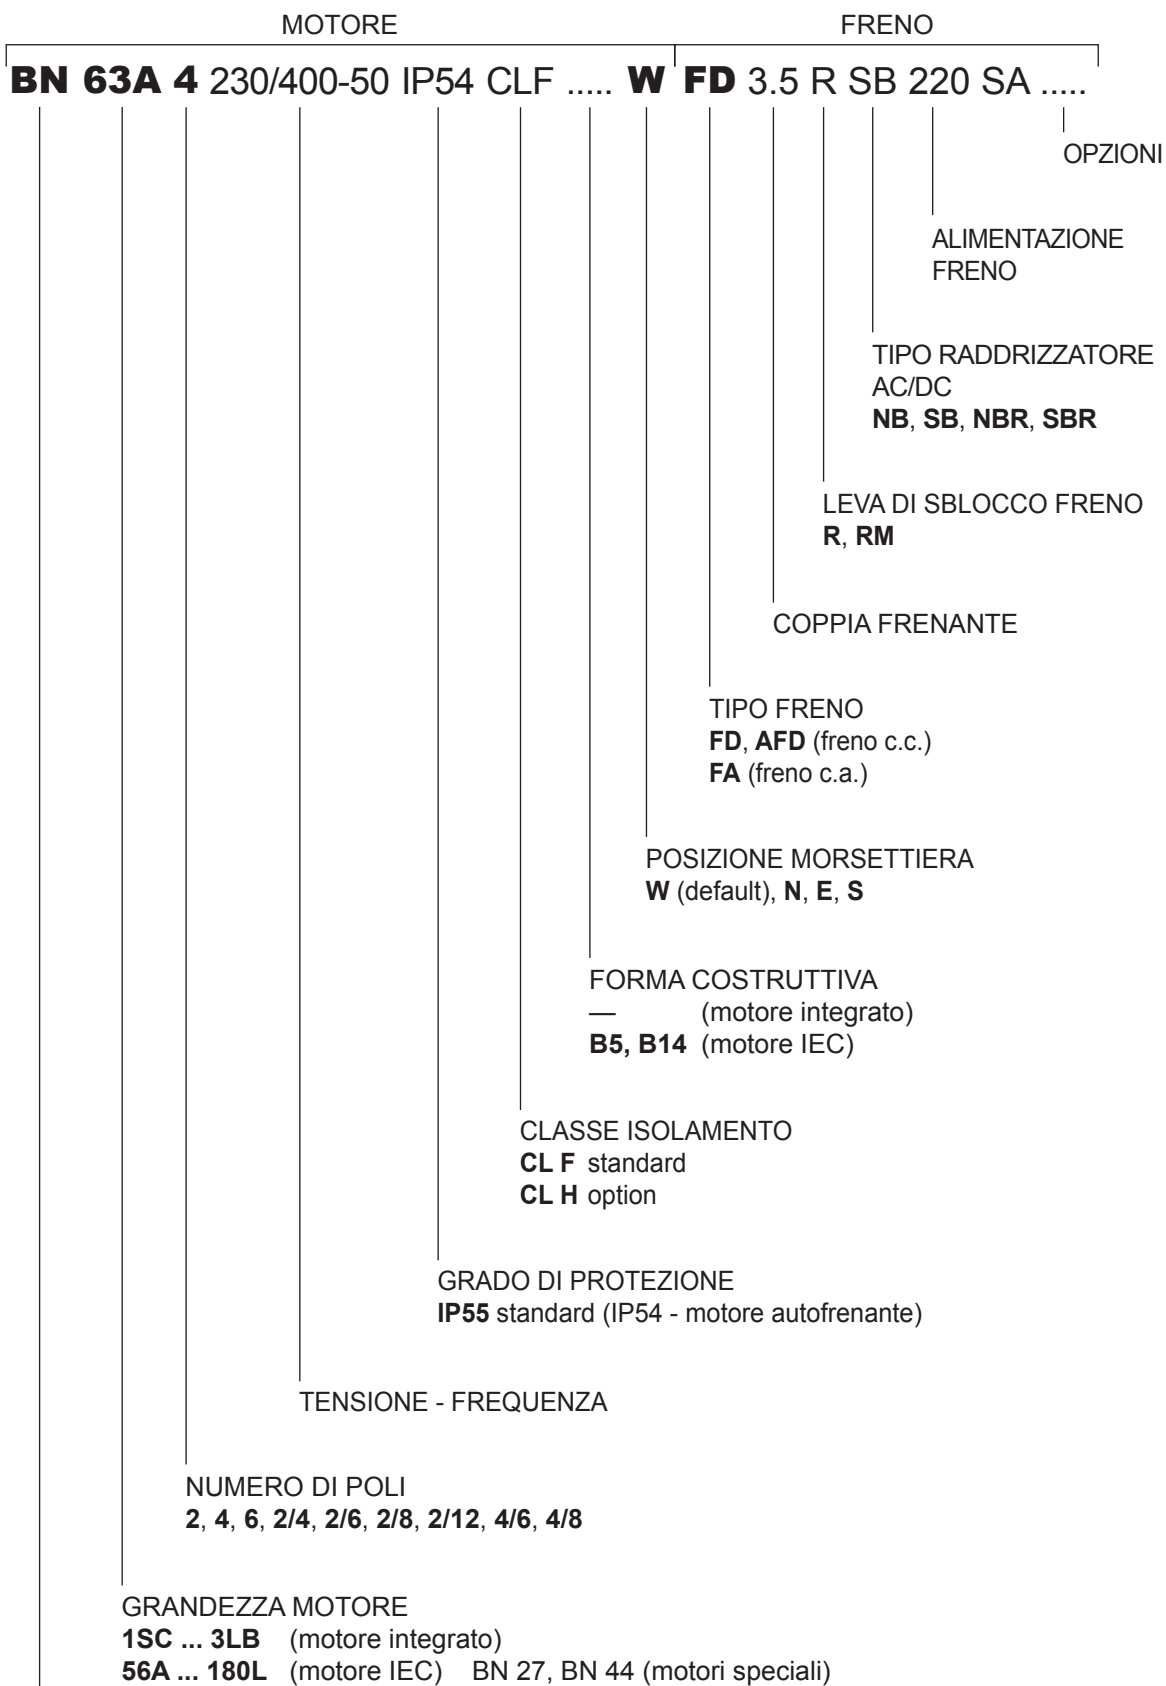 MOTORE FRENO
BN 63A 4 230/400-50 IP54 CLF ..... W FD 3.5 R SB 220 SA .....
OPZIONI
ALIMENTAZIONE
FRENO
TIPO RADDRIZZATORE
AC/DC
NB, SB, NBR, SBR
LEVA DI SBLOCCO FRENO
R, RM
COPPIA FRENANTE
TIPO FRENO
FD, AFD (freno c.c.)
FA (freno c.a.)
POSIZIONE MORSETTIERA
W (default), N, E, S
FORMA COSTRUTTIVA
— (motore integrato)
B5, B14 (motore IEC)
CLASSE ISOLAMENTO
CL F standard
CL H option
GRADO DI PROTEZIONE
IP55 standard (IP54 - motore autofrenante)
TENSIONE - FREQUENZA
NUMERO DI POLI
2, 4, 6, 2/4, 2/6, 2/8, 2/12, 4/6, 4/8
GRANDEZZA MOTORE
1SC ... 3LB (motore integrato)
56A ... 180L (motore IEC) BN 27, BN 44 (motori speciali)